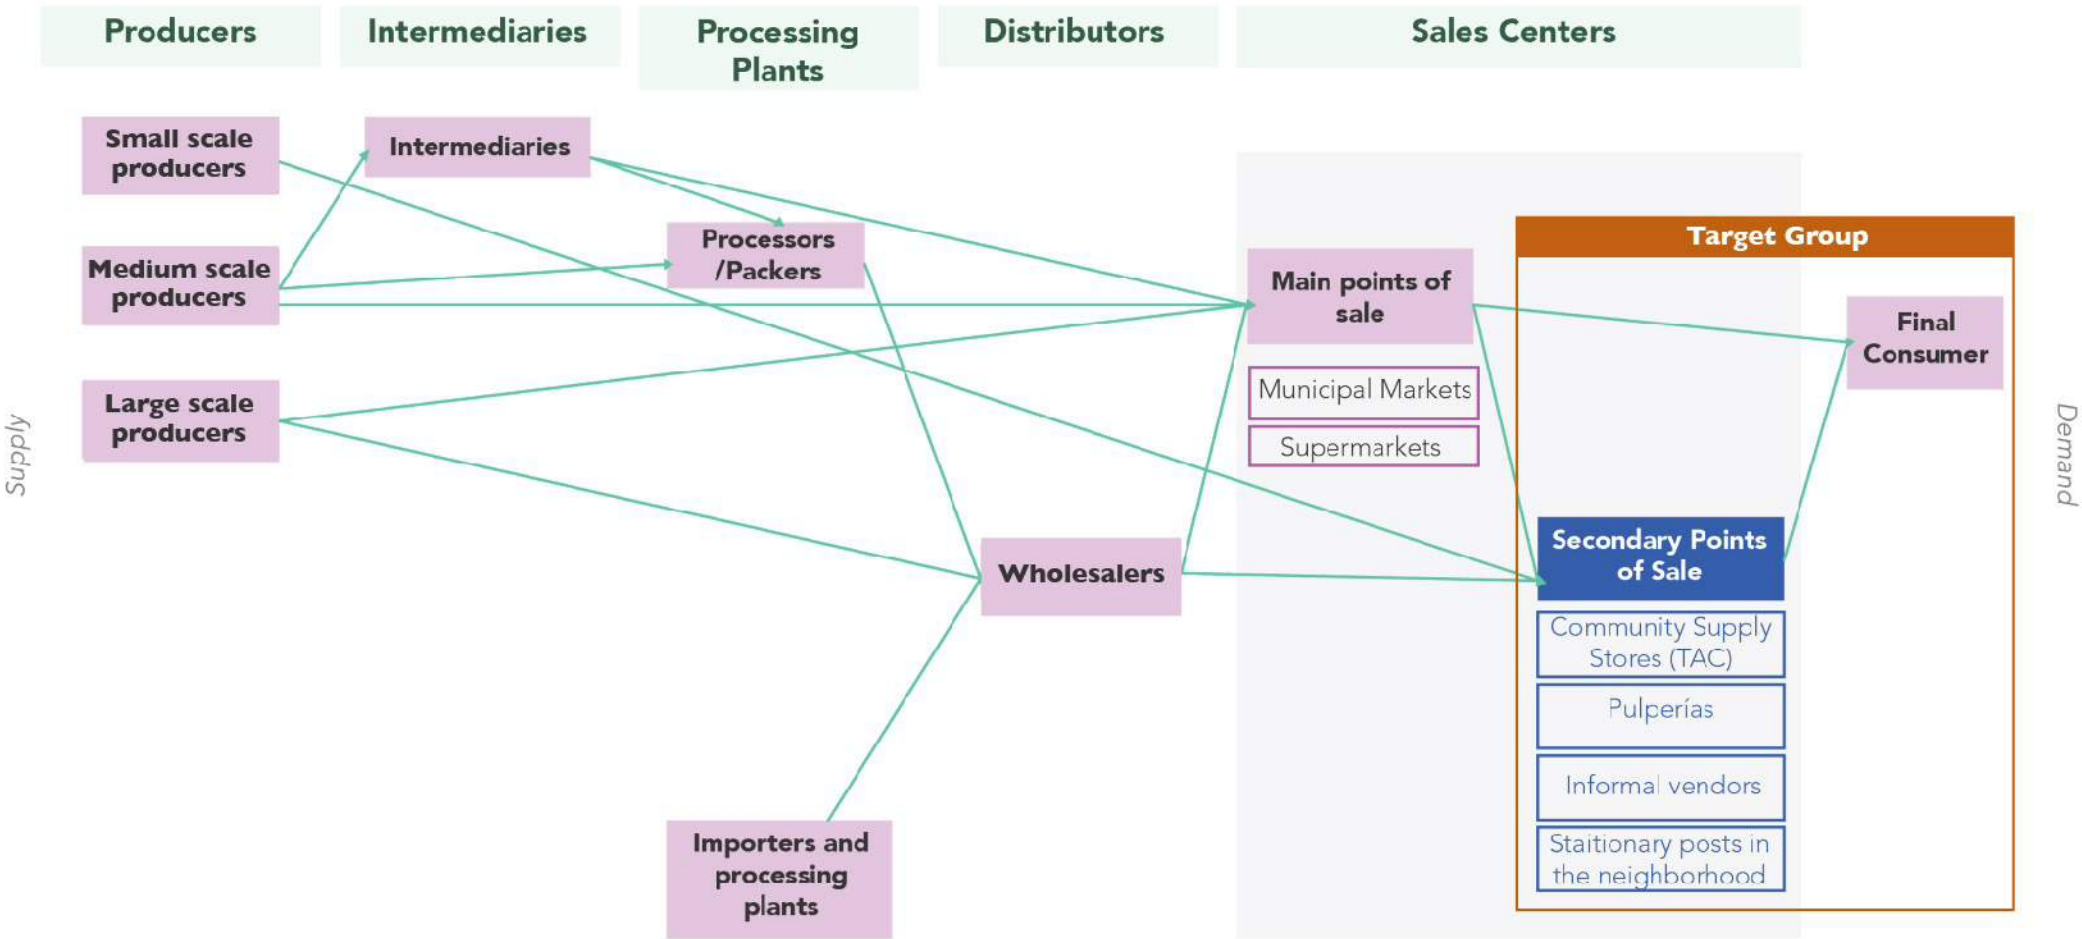 Producers
Intermediaries
Processing
Plants
Distributors
Sales Centers
Small scale
producers
Intermediaries
Processors
/Packers
Medium scale
producers
Large scale
producers
Supply
Wholesalers
Importers and
processing
plants
Main points of
sale
Municipal Markets
Supermarkets
Target Group
Final
Consumer
Secondary Points
of Sale
Community Supply
Stores (TAC)
Pulperías
Informal vendors
Staitionary posts in
the neighborhood
Demand